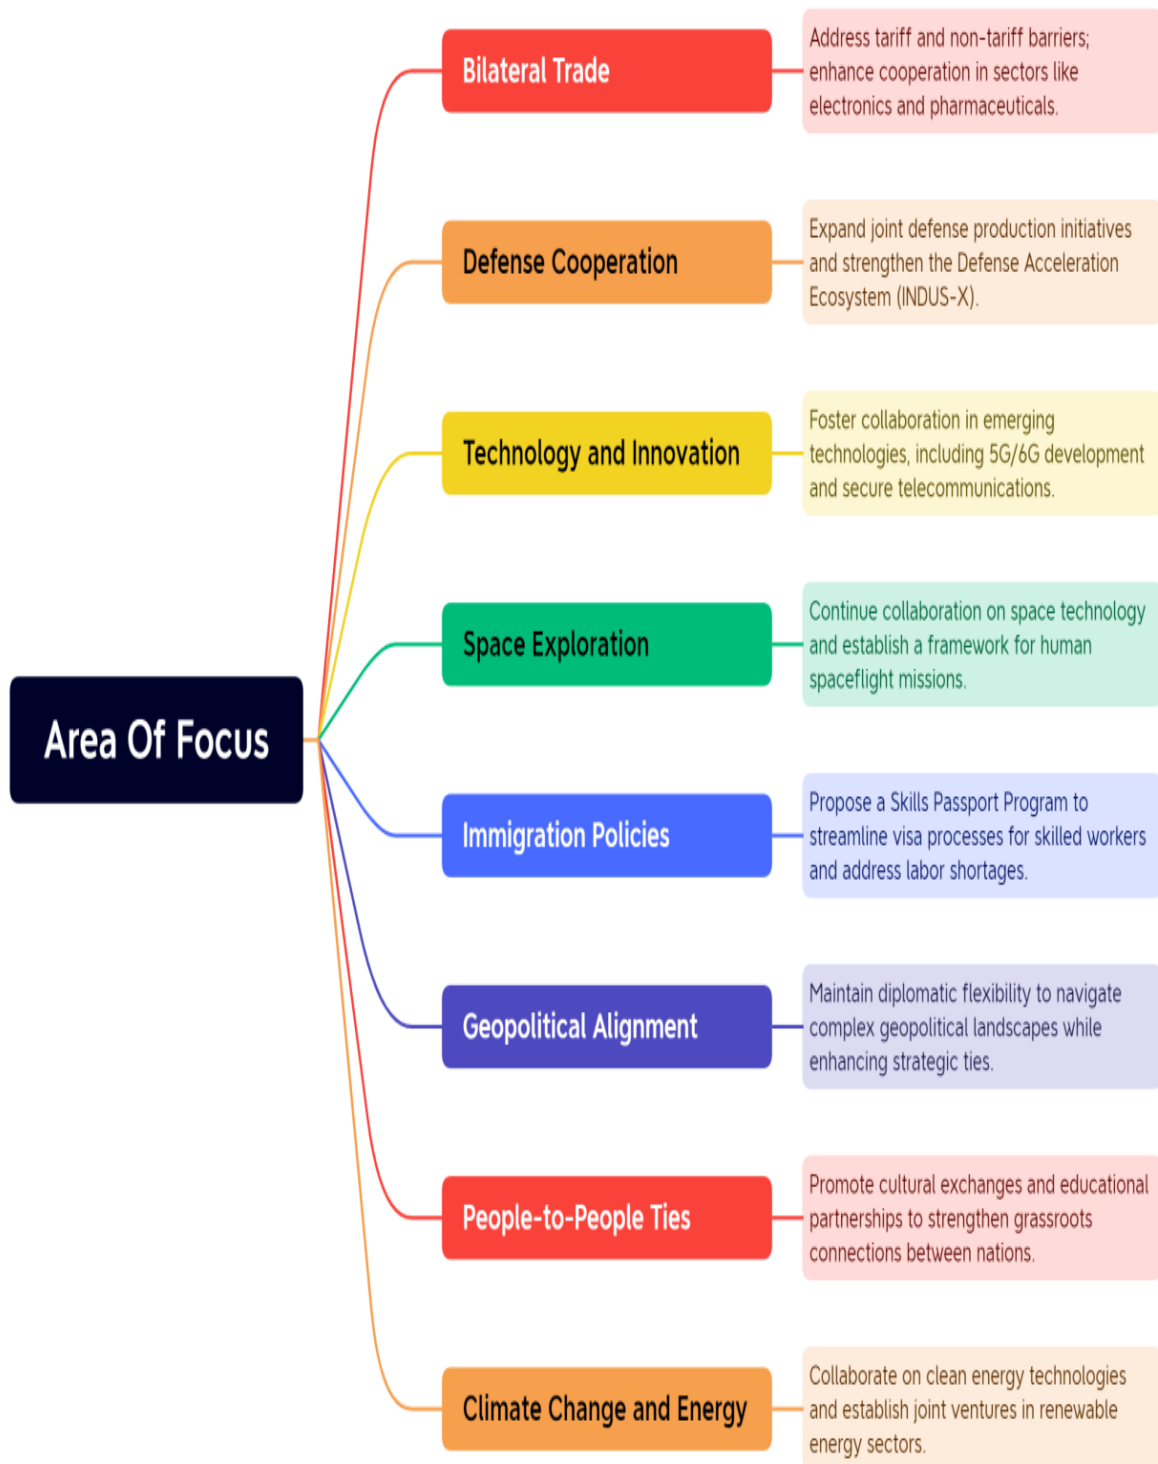 Area Of Focus
Bilateral Trade
Address tariff and non-tariff barriers;
enhance cooperation in sectors like
electronics and pharmaceuticals.
Defense Cooperation
Expand joint defense production initiatives
and strengthen the Defense Acceleration
Ecosystem (INDUS-X).
Technology and Innovation
Foster collaboration in emerging
technologies, including 5G/6G development
and secure telecommunications.
Space Exploration
Continue collaboration on space technology
and establish a framework for human
spaceflight missions.
Immigration Policies
Propose a Skills Passport Program to
streamline visa processes for skilled workers
and address labor shortages.
Geopolitical Alignment
Maintain diplomatic flexibility to navigate
complex geopolitical landscapes while
enhancing strategic ties.
People-to-People Ties
Promote cultural exchanges and educational
partnerships to strengthen grassroots
connections between nations.
Climate Change and Energy
Collaborate on clean energy technologies
and establish joint ventures in renewable
energy sectors.